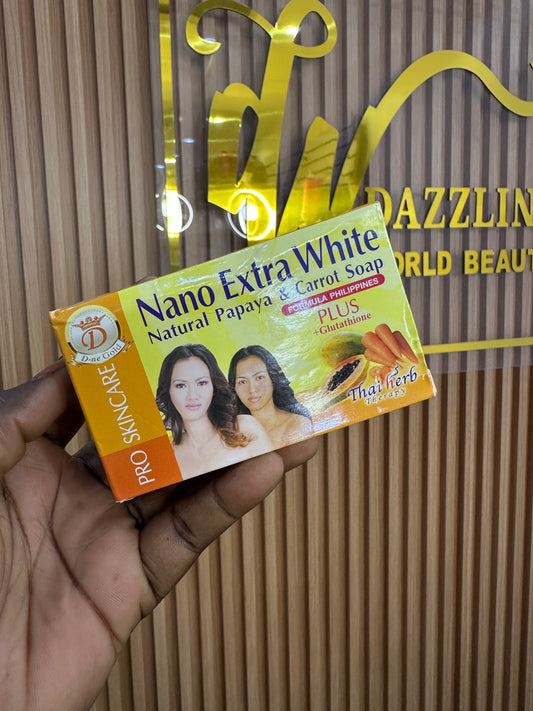 DAZZLIN
ORLD BEAUT
Nano Extra White
Natural Papaya & Carrot Soap
FORMULA PHILIPPINES
PLUS
+Glutathione
D
D-ne Gold
PRO SKINCARE
Thai herb
Therapy